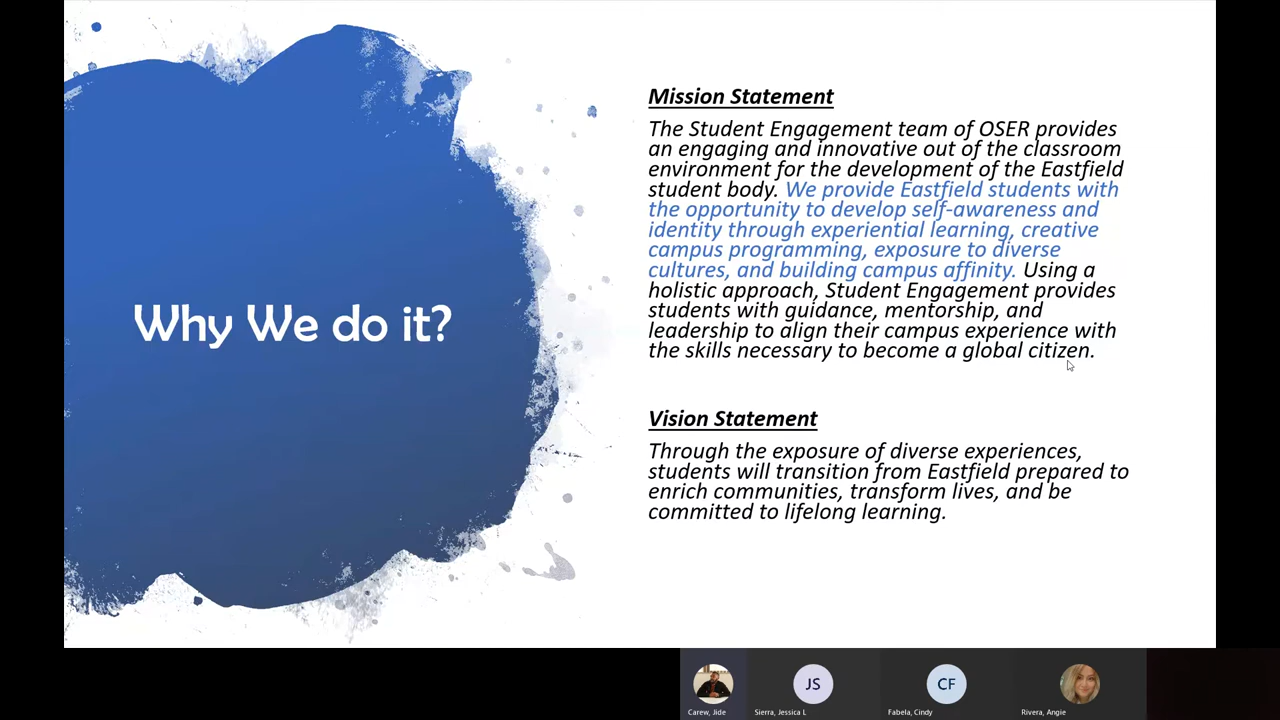 Why We do it?
Mission Statement
The Student Engagement team of OSER provides
an engaging and innovative out of the classroom
environment for the development of the Eastfield
student body. We provide Eastfield students with
the opportunity to develop self-awareness and
identity through experiential learning, creative
campus programming, exposure to diverse
cultures, and building campus affinity. Using a
holistic approach, Student Engagement provides
students with guidance, mentorship, and
leadership to align their campus experience with
the skills necessary to become a global citizen.
Vision Statement
Through the exposure of diverse experiences,
students will transition from Eastfield prepared to
enrich communities, transform lives, and be
committed to lifelong learning.
JS
CF
Carew, Jide
Sierra, Jessica L
Fabela, Cindy
Rivera, Angie